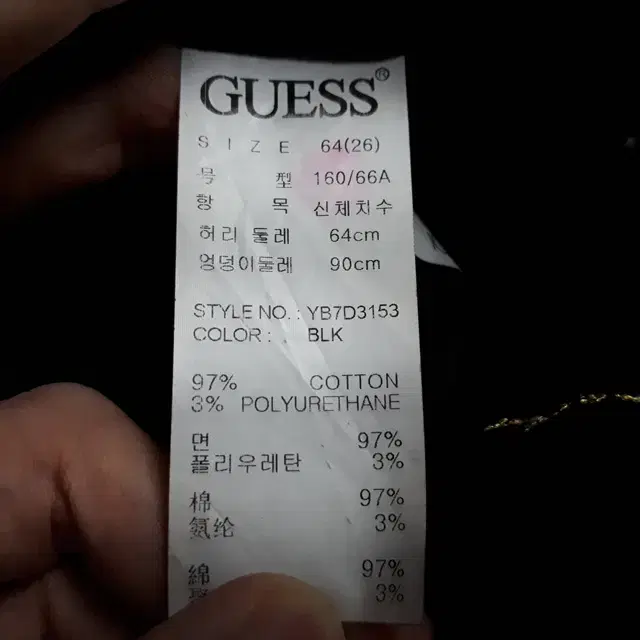 GUESS®
SIZE 64(26)
号 型 160/66A
항 목 신체치수
허리 둘레 64cm
엉덩이둘레 90cm
STYLE NO.: YB7D3153
COLOR: BLK
97% COTTON
3% POLYURETHANE
면 97%
폴리우레탄 3%
棉 97%
氨纶 3%
綿 97%
3%